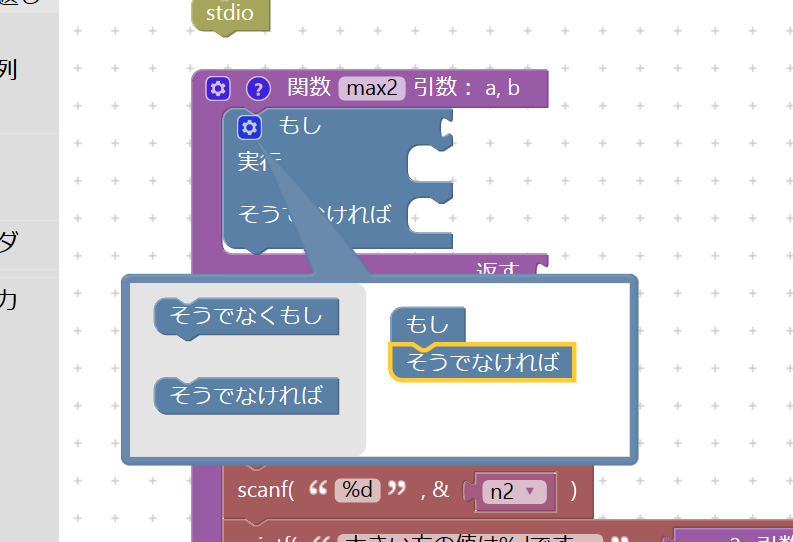 stdio
列
? 関数 max2 引数： a, b
もし
実行
そうでなければ
ダ
返す
カ
そうでなくもし
もし
そうでなければ
そうでなければ
scanf( “ %d ” , & n2 )